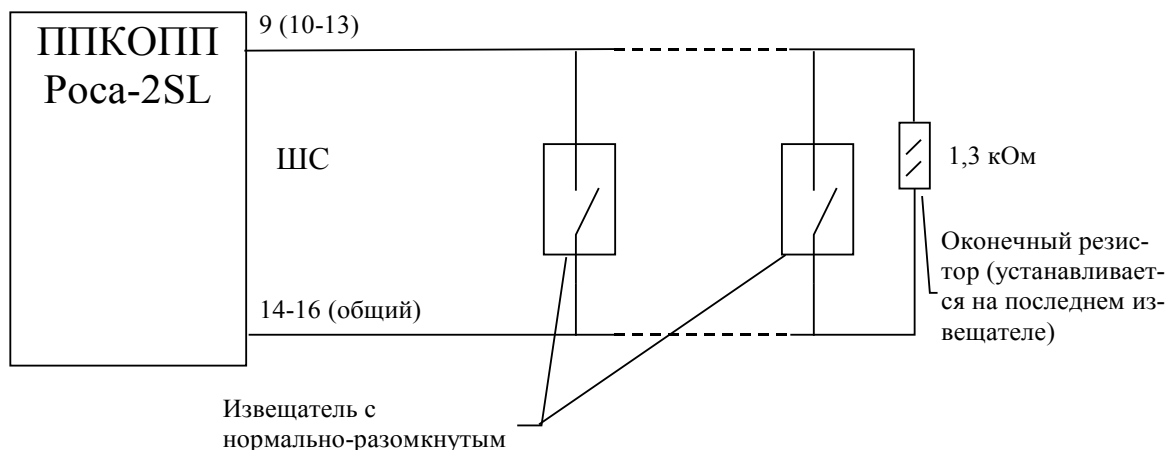 ППКОПП
Роса-2SL
9 (10-13)
ШС
1,3 кОм
Оконечный резис-
тор (устанавливает-
ся на последнем из-
вещателе)
14-16 (общий)
Извещатель с
нормально-разомкнутым